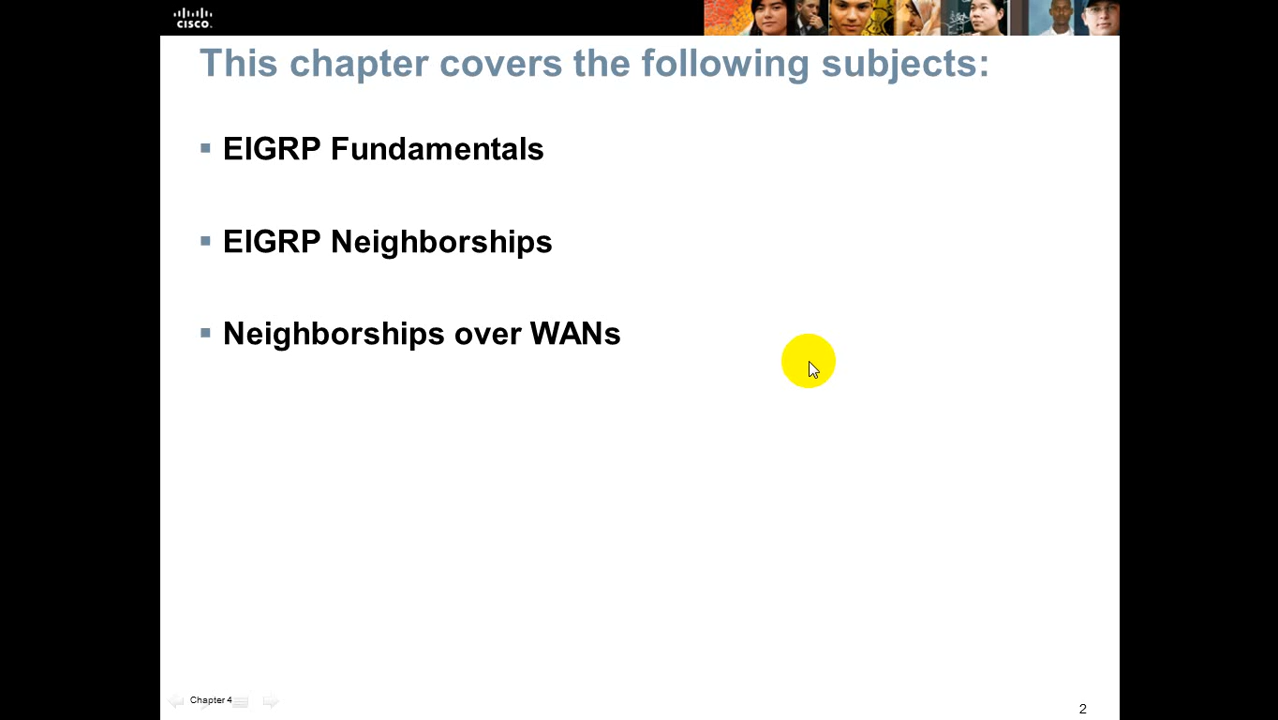 CISCO.
This chapter covers the following subjects:
▪ EIGRP Fundamentals
▪ EIGRP Neighborships
▪ Neighborships over WANs
Chapter 4
2